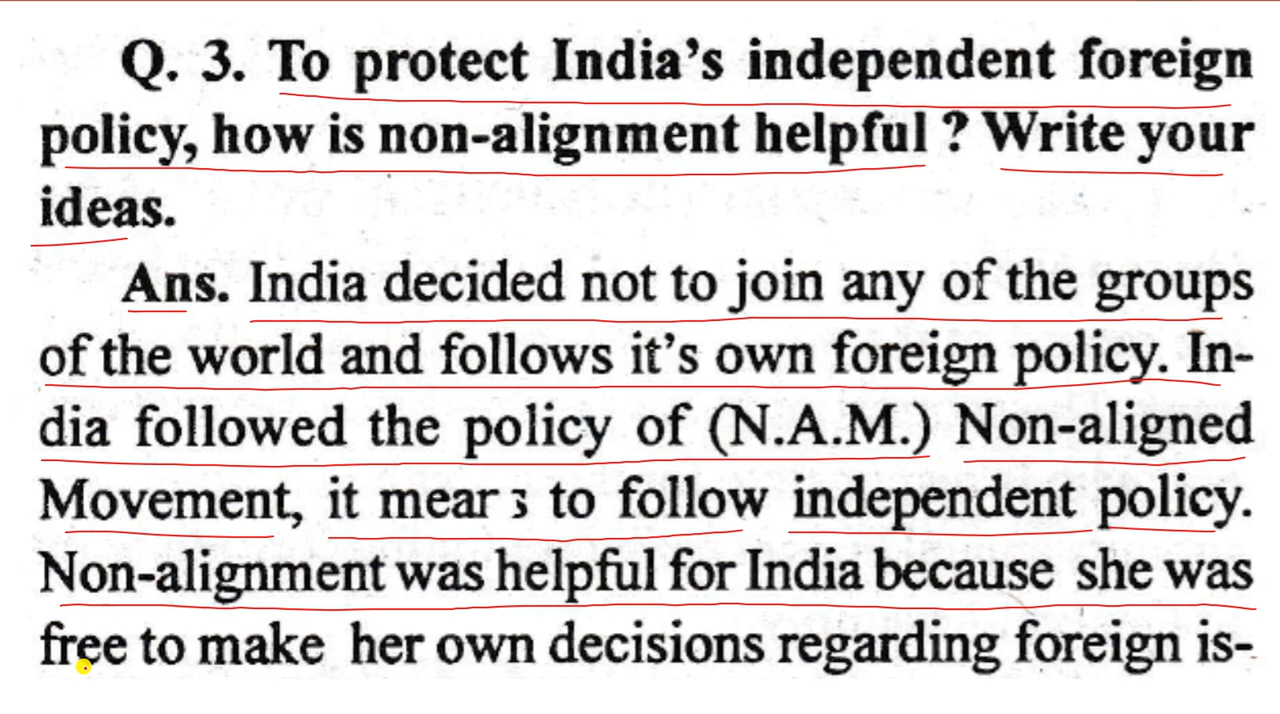 Q. 3. To protect India's independent foreign
policy, how is non-alignment helpful ? Write your
ideas.
Ans. India decided not to join any of the groups
of the world and follows it's own foreign policy. In-
dia followed the policy of (N.A.M.) Non-aligned
Movement, it to follow independent policy.
Non-alignment was helpful for India because she was
free to make her own decisions regarding foreign is-